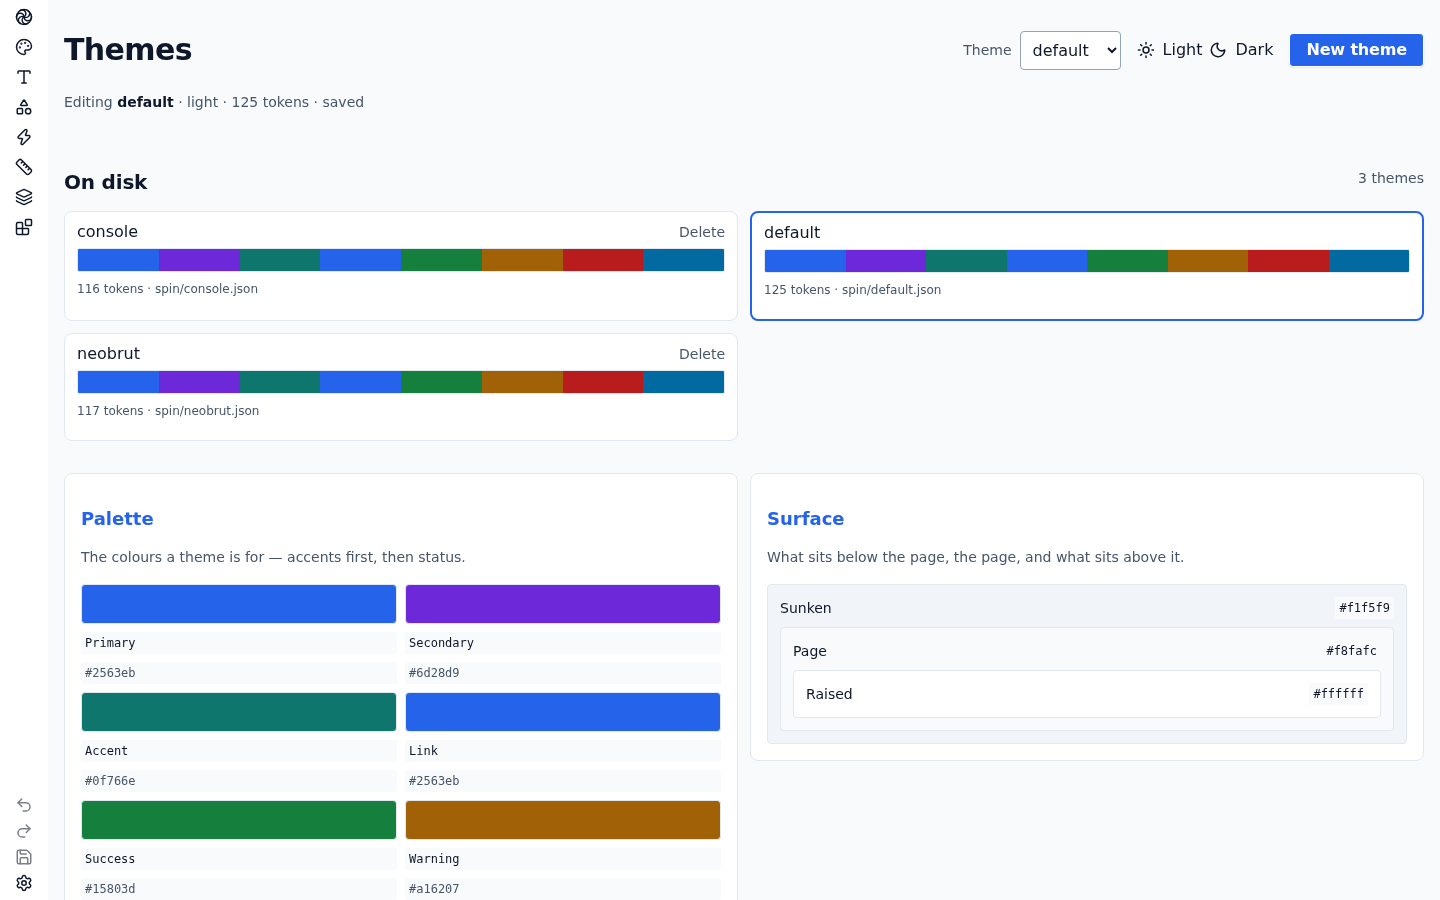 Themes
Theme default Light Dark New theme
Editing default · light · 125 tokens · saved
On disk
3 themes
console Delete
116 tokens · spin/console.json
default
125 tokens · spin/default.json
neobrut Delete
117 tokens · spin/neobrut.json
Palette
The colours a theme is for — accents first, then status.
Primary Secondary
#2563eb #6d28d9
Accent Link
#0f766e #2563eb
Success Warning
#15803d #a16207
Surface
What sits below the page, the page, and what sits above it.
Sunken #f1f5f9
Page #f8fafc
Raised #ffffff